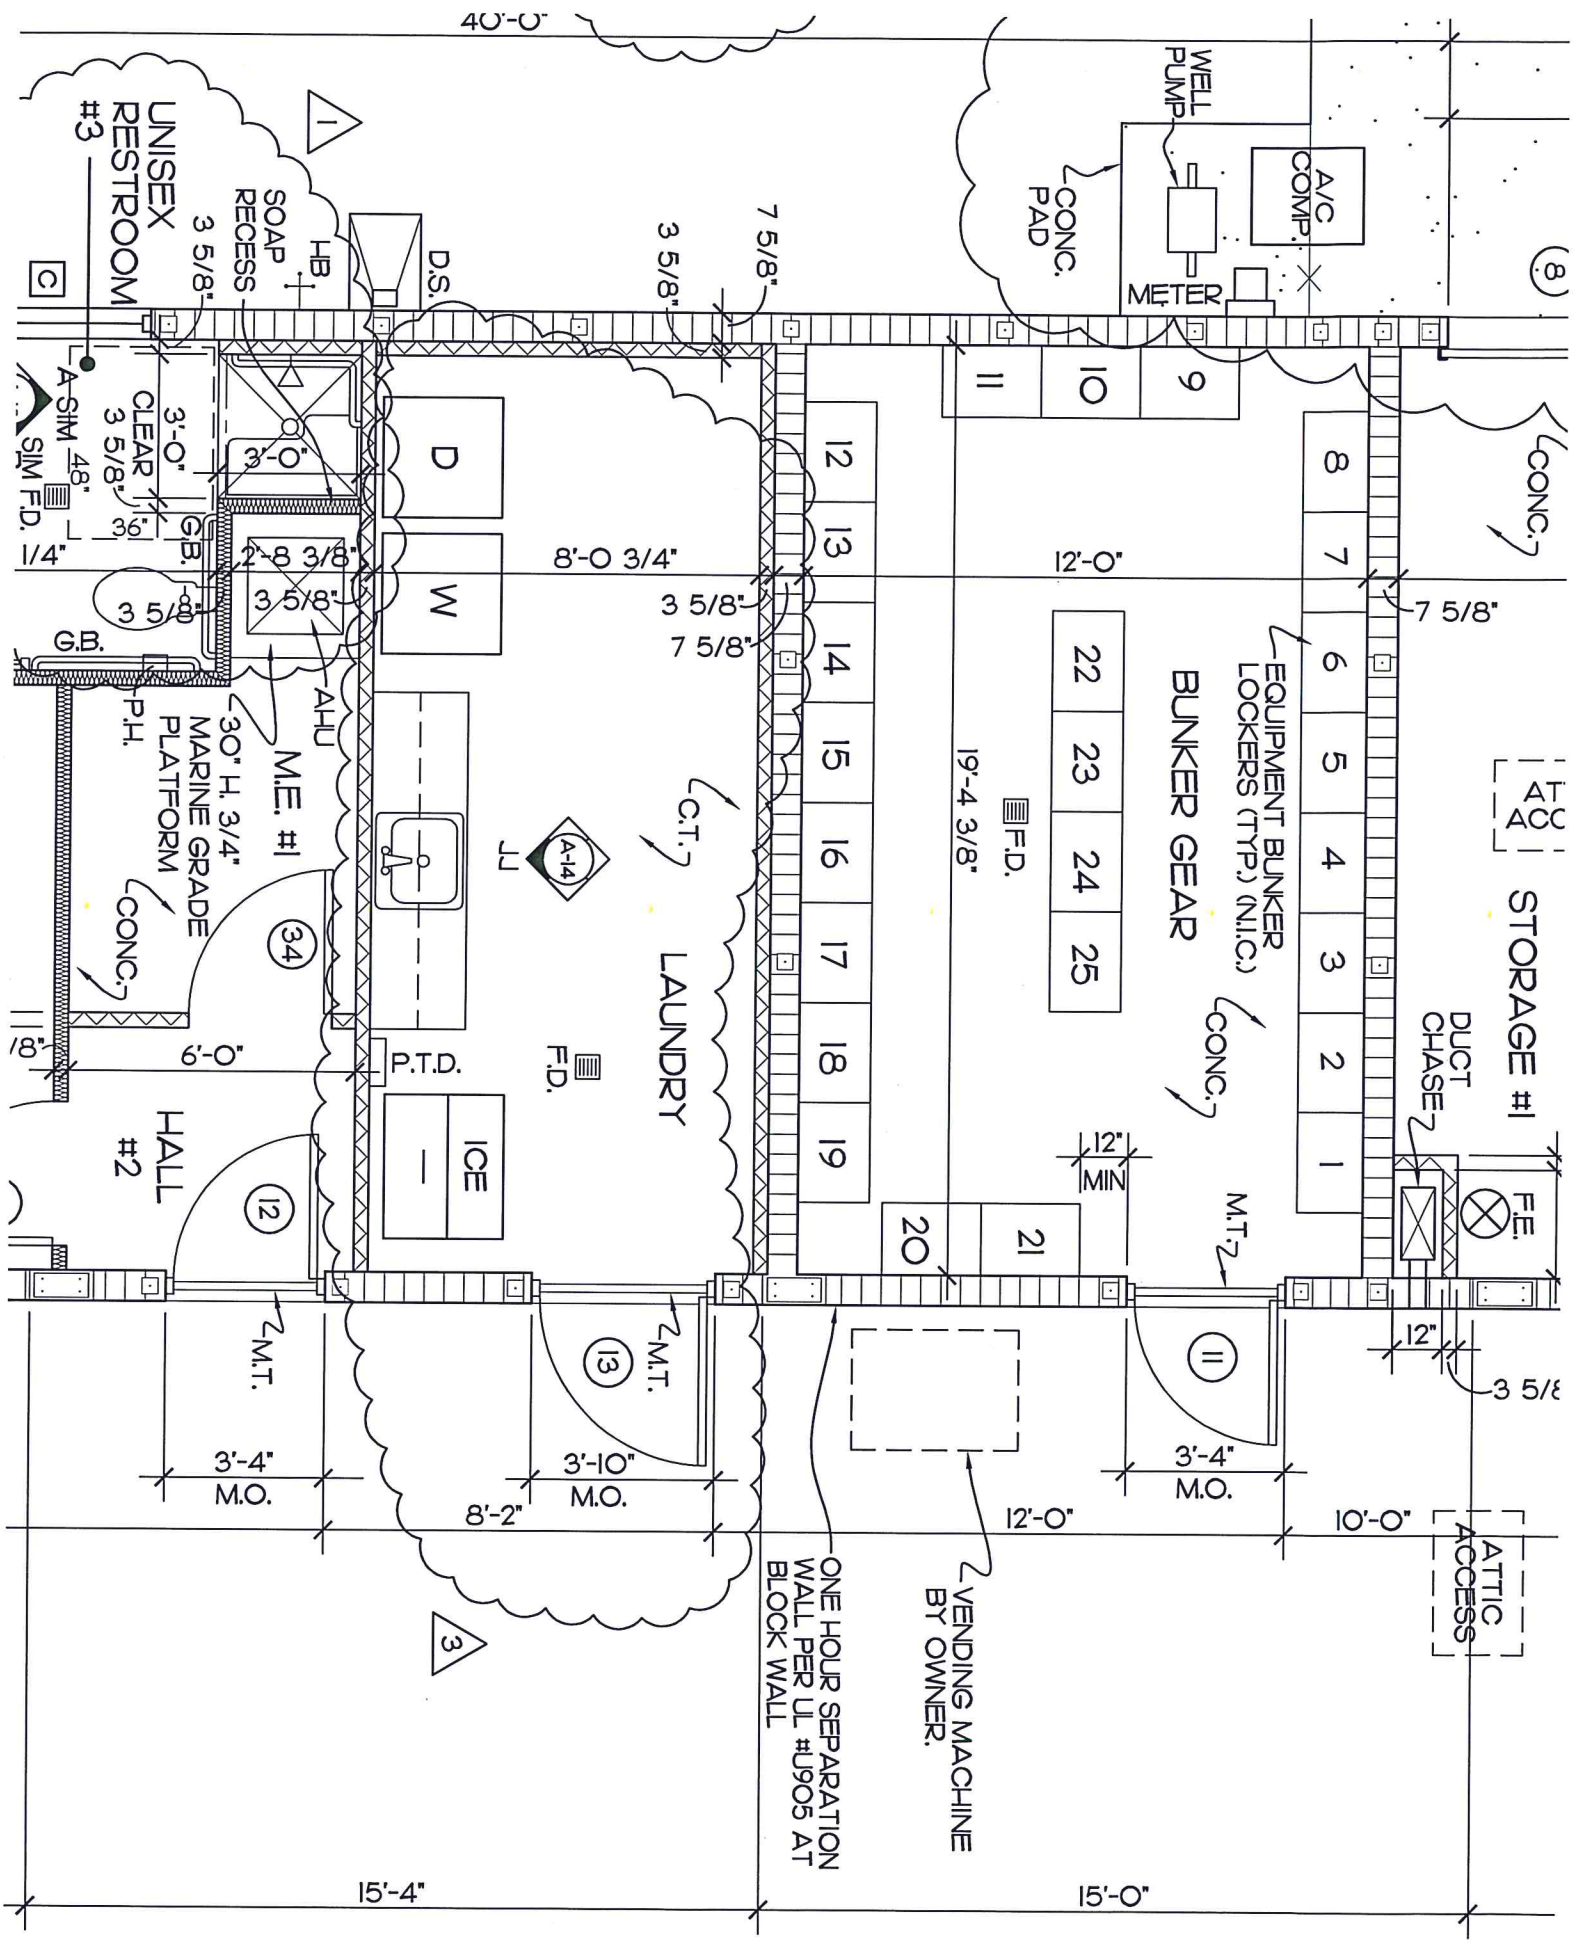 40'-0"
WELL
PUMP
A/C
COMP.
CONC.
PAD
METER
8
1
UNISEX
RESTROOM
#3
SOAP
RECESS
HB
D.S.
3 5/8"
7 5/8"
3 5/8"
C
A SIM
SIM
F.D.
48"
36"
3'-0"
CLEAR
3 5/8"
3'-0"
G.B.
1/4"
2'-8 3/8"
3 5/8"
3 5/8"
G.B.
P.H.
AHU
M.E. #1
30" H. 3/4"
MARINE GRADE
PLATFORM
CONC.
34
D
W
8'-0 3/4"
3 5/8"
7 5/8"
12'-0"
7 5/8"
CONC.
9
10
11
12
13
14
15
16
17
18
19
20
21
22
23
24
25
8
7
6
5
4
3
2
1
EQUIPMENT BUNKER
LOCKERS (TYP.) (N.I.C.)
BUNKER GEAR
19'-4 3/8"
F.D.
CONC.
C.T.
A-14
JJ
LAUNDRY
F.D.
P.T.D.
ICE
1
6'-0"
/8"
HALL
#2
12
12"
MIN
M.T.
STORAGE #1
DUCT
CHASE
F.E.
12"
M.T.
13
M.T.
11
3'-4"
M.O.
3'-10"
M.O.
3'-4"
M.O.
8'-2"
12'-0"
10'-0"
ATTIC
ACCESS
VENDING MACHINE
BY OWNER.
ONE HOUR SEPARATION
WALL PER UL #U905 AT
BLOCK WALL
3
15'-4"
15'-0"